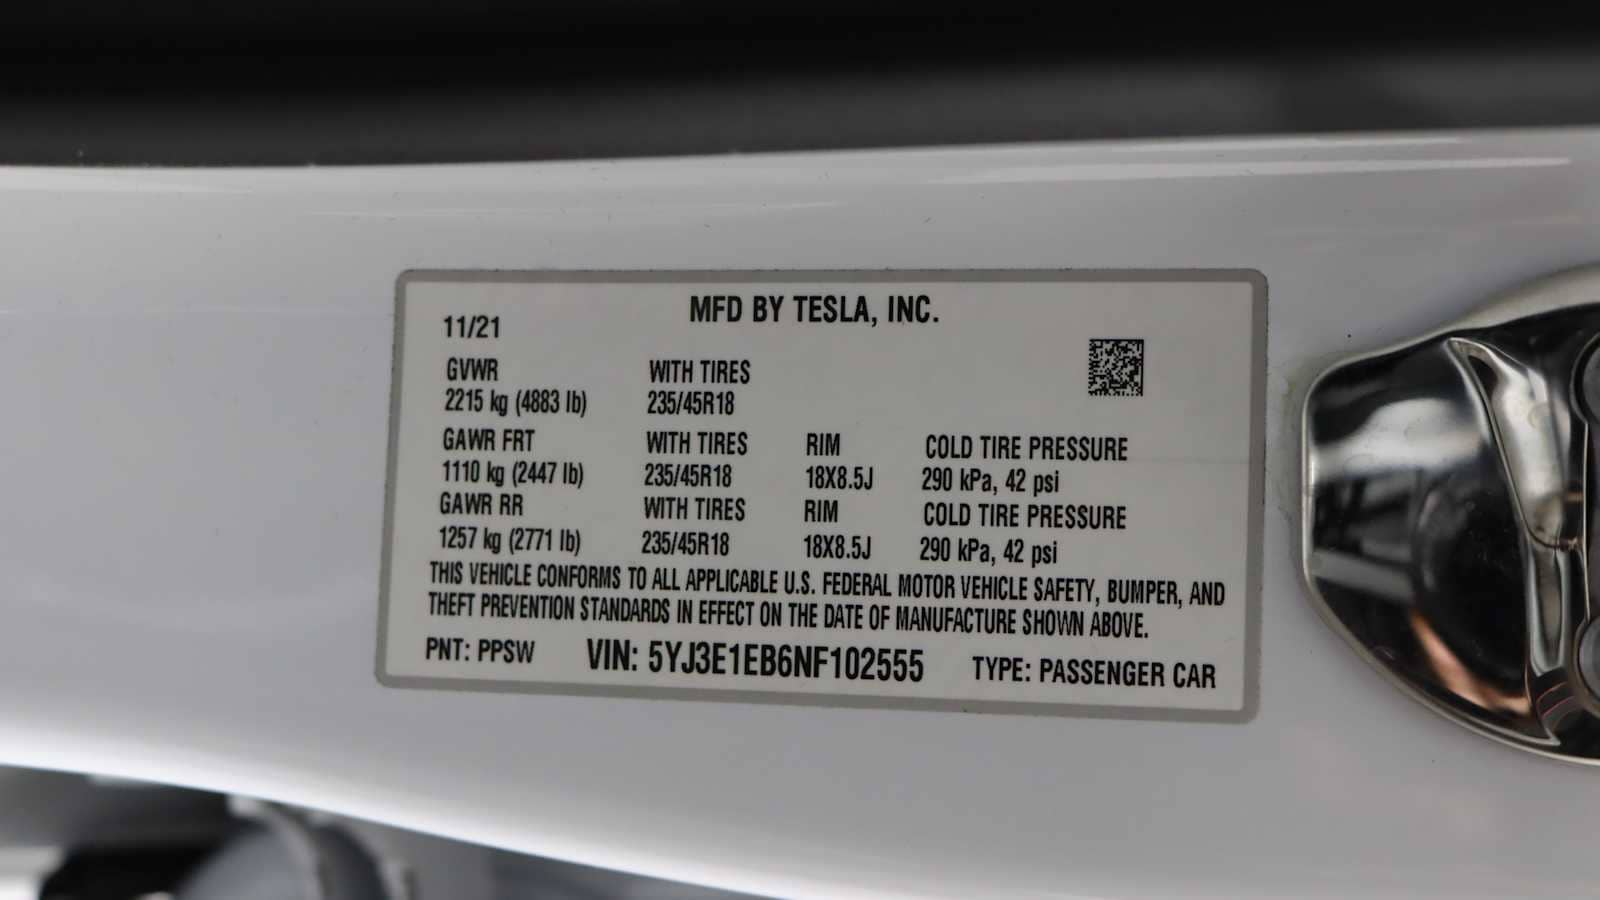 MFD BY TESLA, INC.
11/21
GVWR WITH TIRES
2215 kg (4883 lb) 235/45R18
GAWR FRT WITH TIRES RIM COLD TIRE PRESSURE
1110 kg (2447 lb) 235/45R18 18X8.5J 290 kPa, 42 psi
GAWR RR WITH TIRES RIM COLD TIRE PRESSURE
1257 kg (2771 lb) 235/45R18 18X8.5J 290 kPa, 42 psi
THIS VEHICLE CONFORMS TO ALL APPLICABLE U.S. FEDERAL MOTOR VEHICLE SAFETY, BUMPER, AND
THEFT PREVENTION STANDARDS IN EFFECT ON THE DATE OF MANUFACTURE SHOWN ABOVE.
PNT: PPSW VIN: 5YJ3E1EB6NF102555 TYPE: PASSENGER CAR